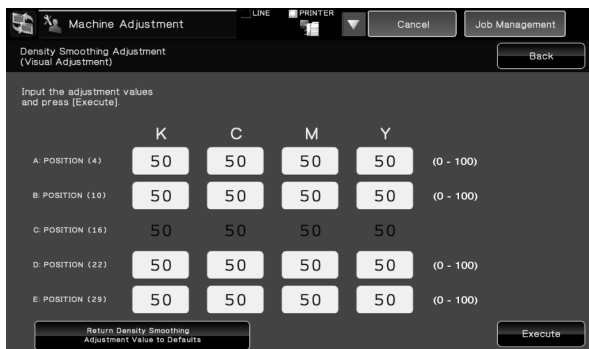 LINE PRINTER
Machine Adjustment Cancel Job Management
Density Smoothing Adjustment
(Visual Adjustment)
Back
Input the adjustment values
and press [Execute].
K C M Y
A: POSITION (4) 50 50 50 50 (0 - 100)
B: POSITION (10) 50 50 50 50 (0 - 100)
C: POSITION (16) 50 50 50 50
D: POSITION (22) 50 50 50 50 (0 - 100)
E: POSITION (29) 50 50 50 50 (0 - 100)
Return Density Smoothing
Adjustment Value to Defaults
Execute